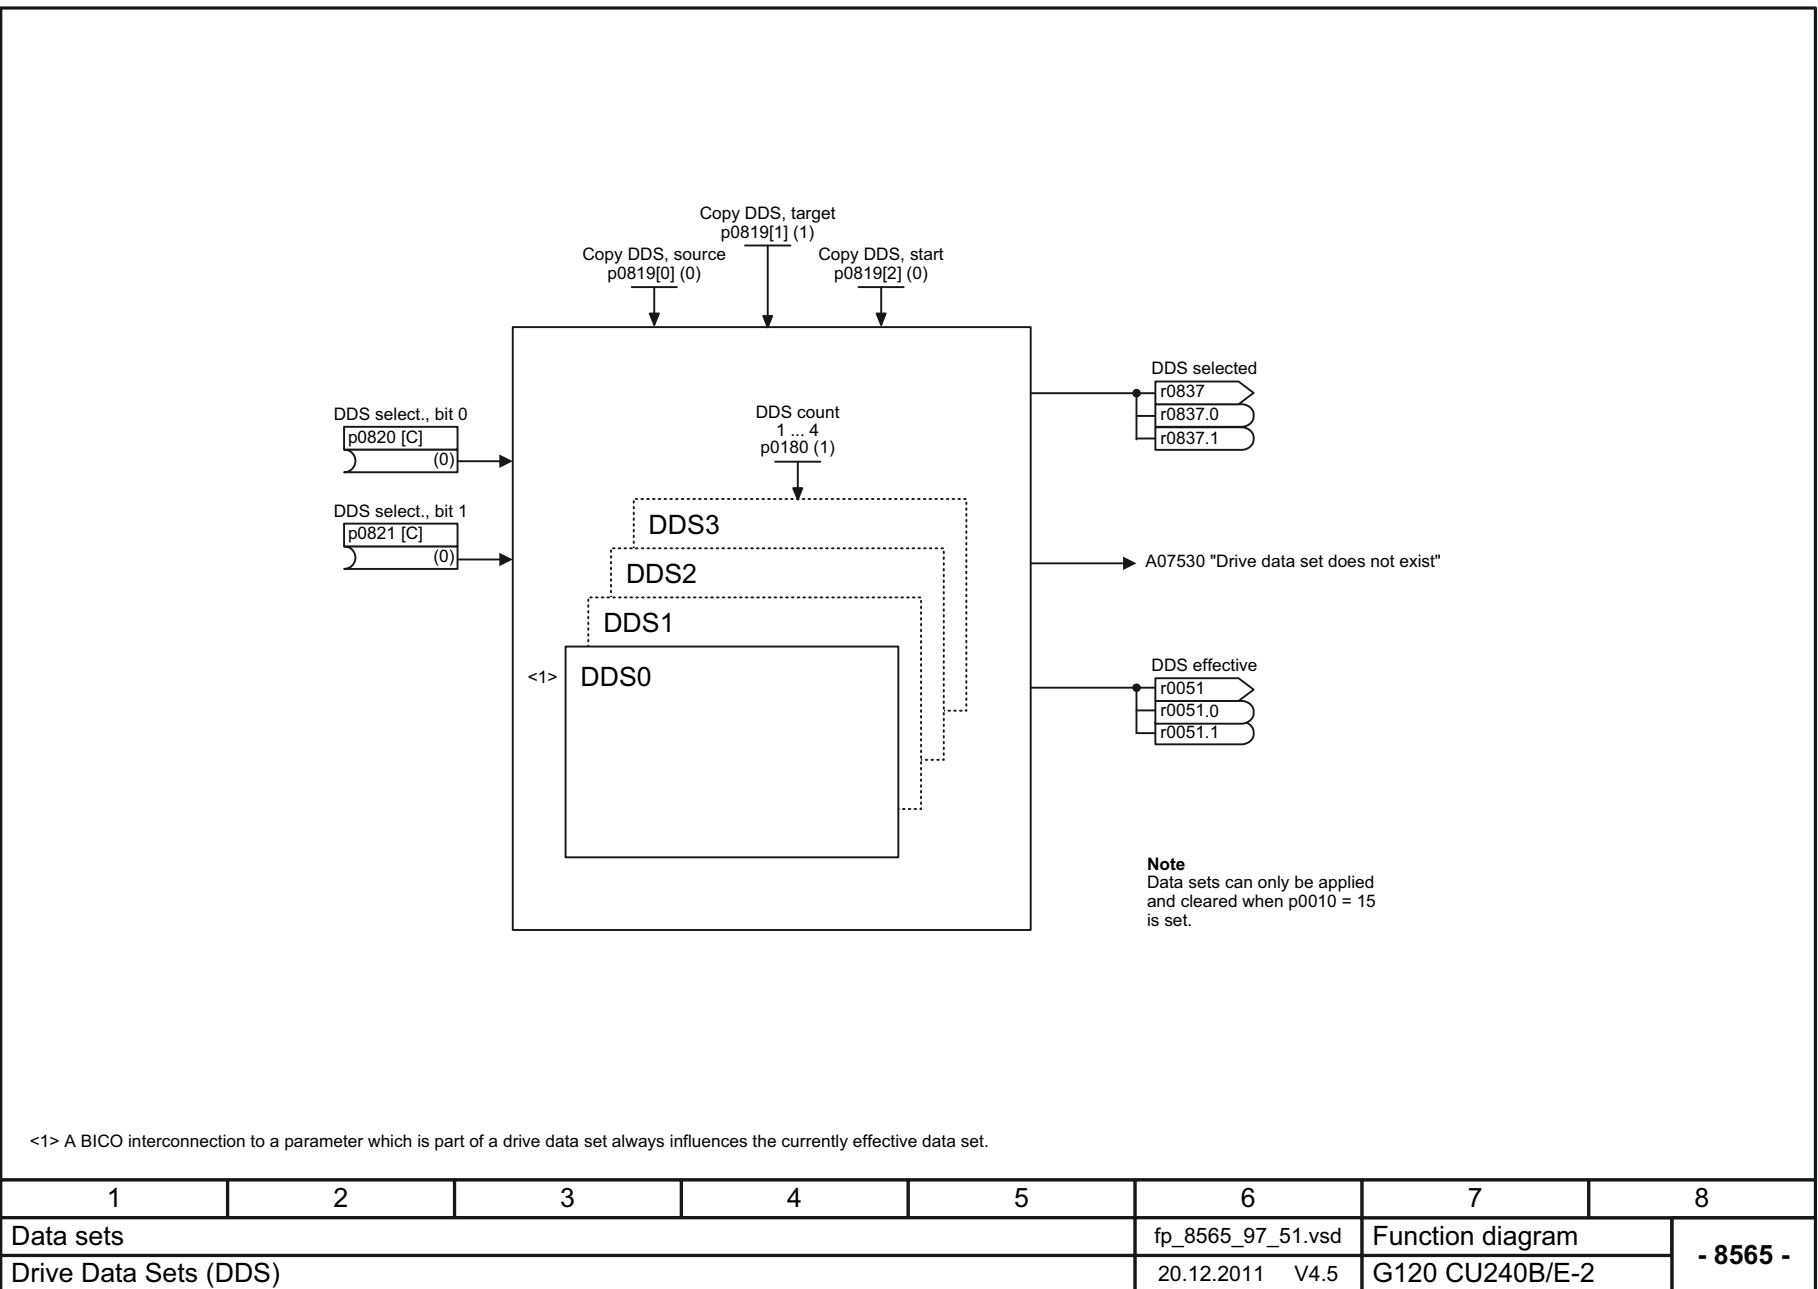 Copy DDS, target
p0819[1] (1)
Copy DDS, source
p0819[0] (0)
Copy DDS, start
p0819[2] (0)
DDS selected
r0837
r0837.0
r0837.1
DDS select., bit 0
p0820 [C]
(0)
DDS count
1 ... 4
p0180 (1)
DDS select., bit 1
p0821 [C]
(0)
DDS3
DDS2
DDS1
<1>
DDS0
A07530 "Drive data set does not exist"
DDS effective
r0051
r0051.0
r0051.1
Note
Data sets can only be applied
and cleared when p0010 = 15
is set.
<1> A BICO interconnection to a parameter which is part of a drive data set always influences the currently effective data set.
1 2 3 4 5 6 7 8
Data sets
fp_8565_97_51.vsd
Function diagram
- 8565 -
Drive Data Sets (DDS)
20.12.2011 V4.5
G120 CU240B/E-2